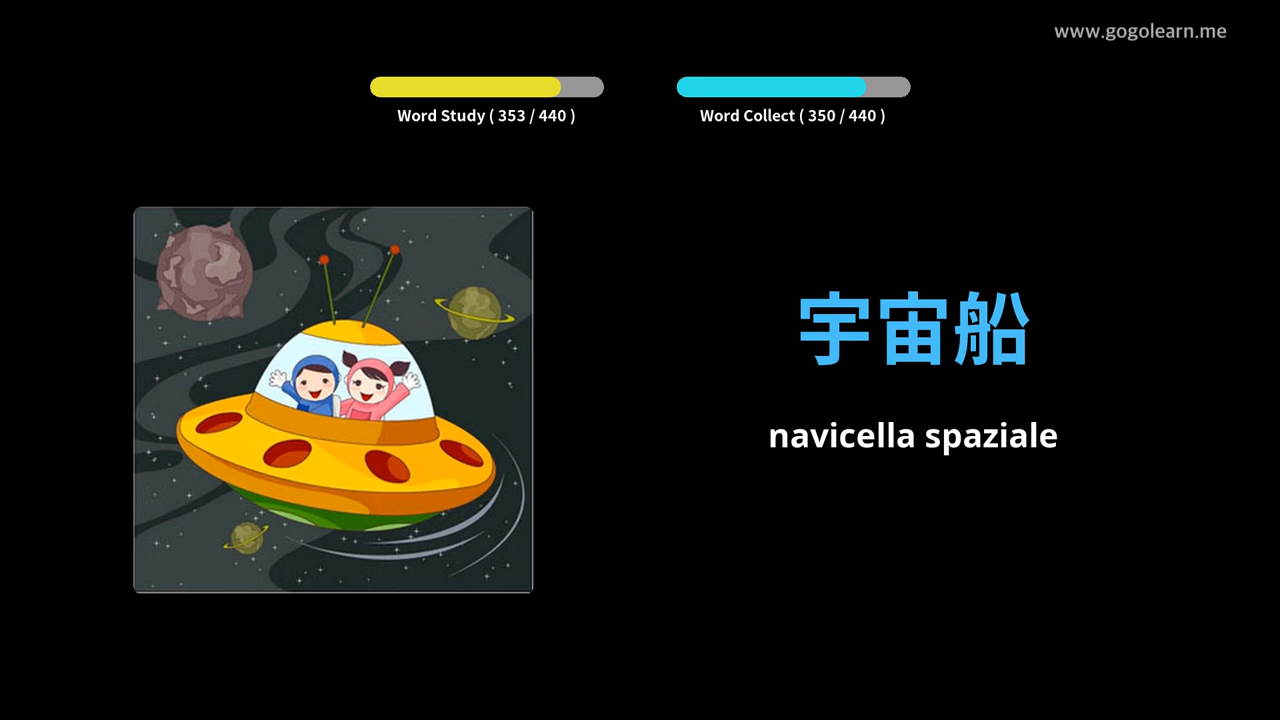 www.gogolearn.me
Word Study ( 353 / 440 )
Word Collect ( 350 / 440 )
宇宙船
navicella spaziale